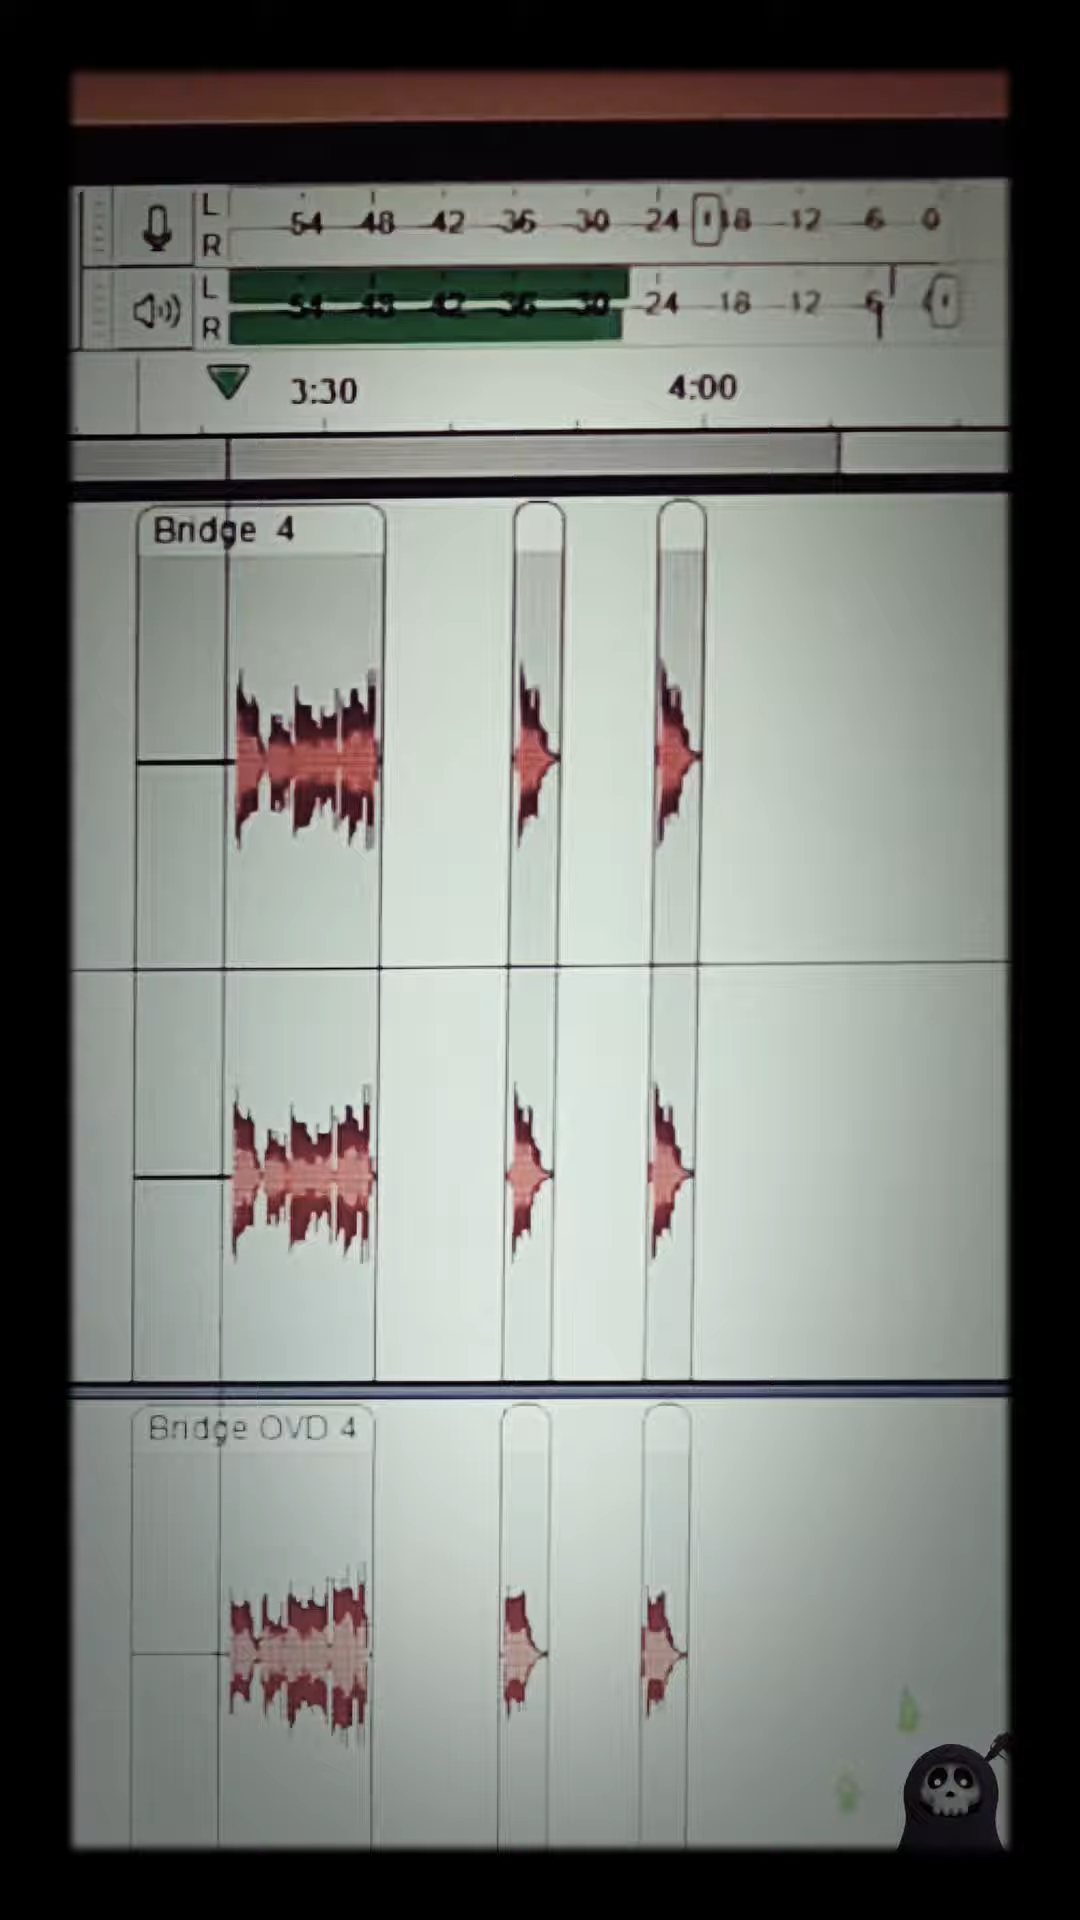 L
-54 -48 -42 -36 -30 -24 -18 -12 -6 0
R
L
-54 -48 -42 -36 -30 -24 -18 -12 -6
R
3:30 4:00
Bridge 4
Bridge OVD 4